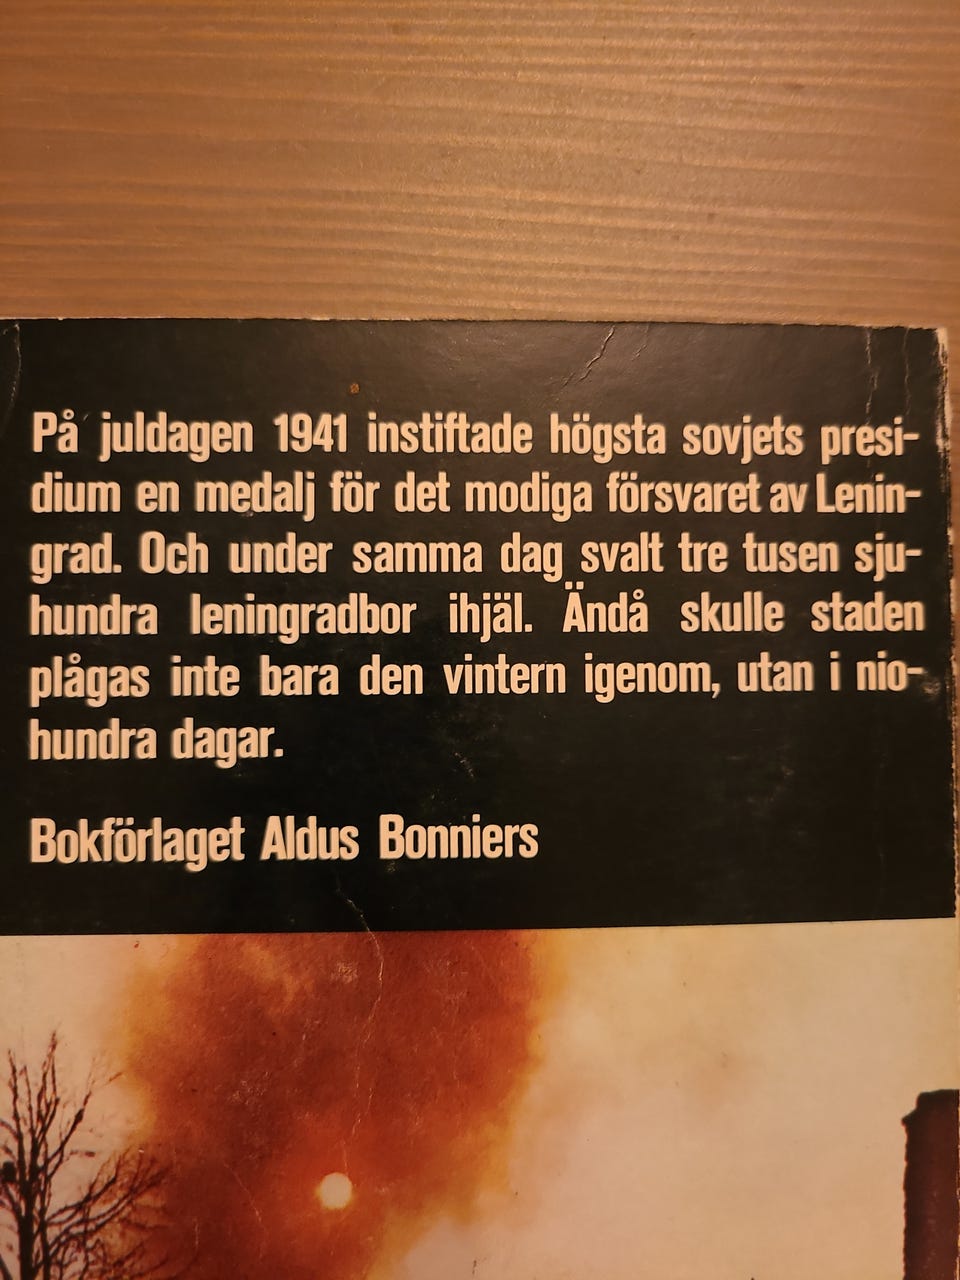 På juldagen 1941 instiftade högsta sovjets presi-
dium en medalj för det modiga försvaret av Lenin-
grad. Och under samma dag svalt tre tusen sju-
hundra leningradbor ihjäl. Ändå skulle staden
plågas inte bara den vintern igenom, utan i nio-
hundra dagar.
Bokförlaget Aldus Bonniers